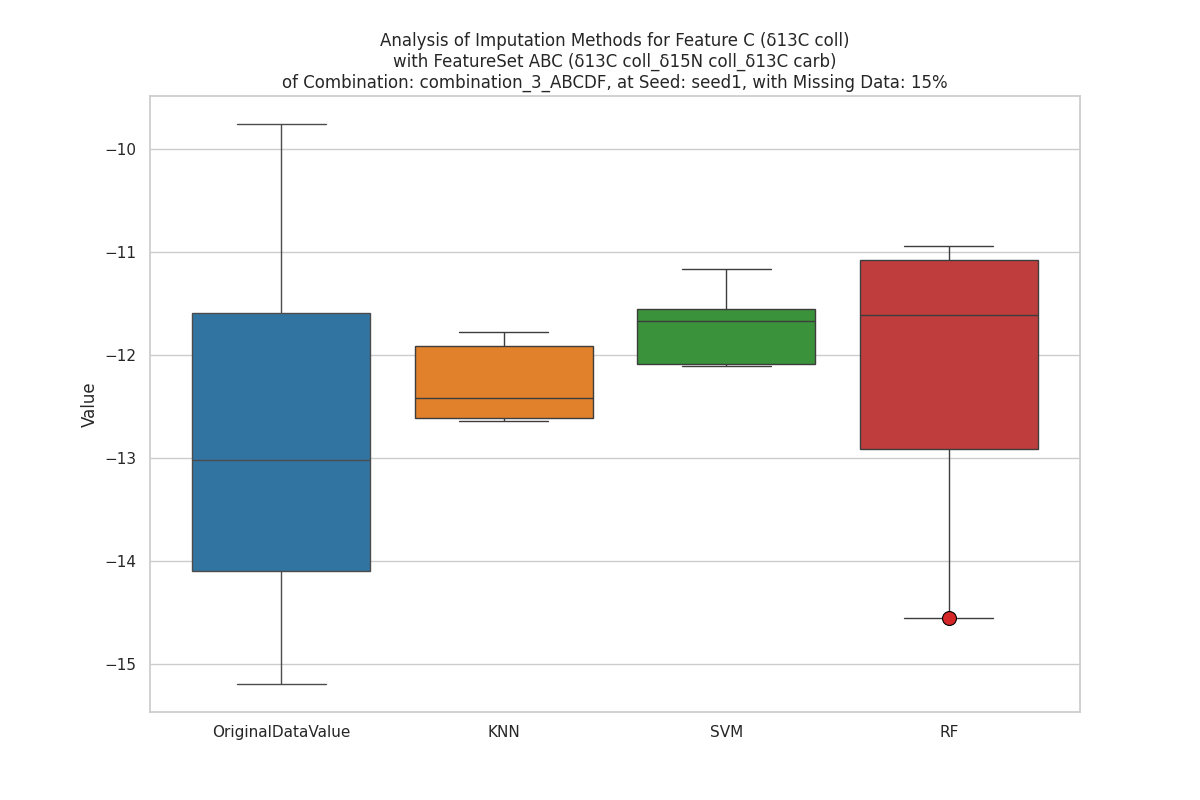 Analysis of Imputation Methods for Feature C (δ13C coll)
with FeatureSet ABC (δ13C coll_δ15N coll_δ13C carb)
of Combination: combination_3_ABCDF, at Seed: seed1, with Missing Data: 15%
Value
−10
−11
−12
−13
−14
−15
OriginalDataValue
KNN
SVM
RF